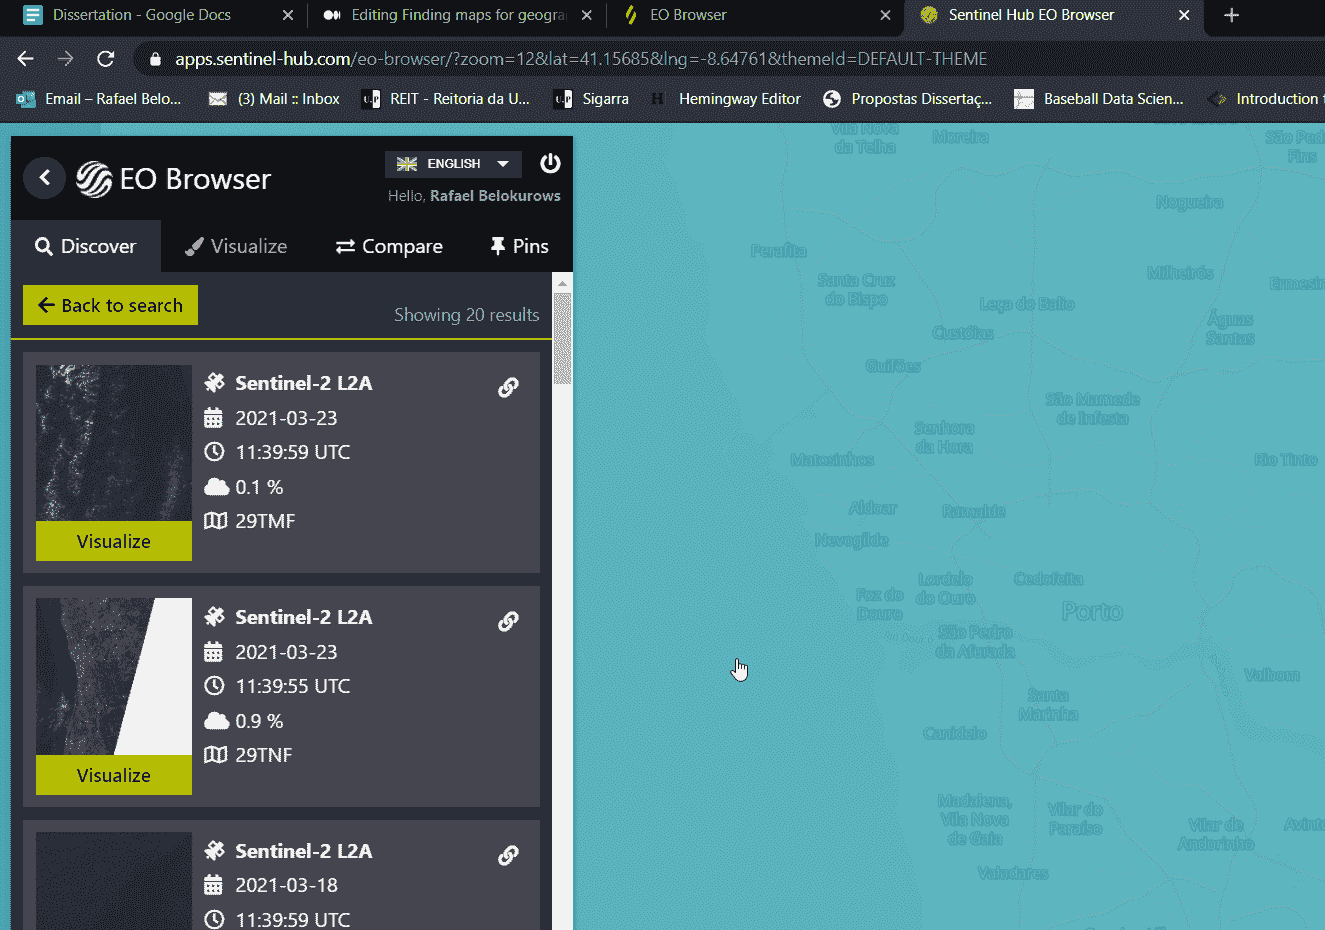 Dissertation - Google Docs
Editing Finding maps for geogra
EO Browser
Sentinel Hub EO Browser
apps.sentinel-hub.com/eo-browser/?zoom=12&lat=41.15685&lng=-8.64761&themeId=DEFAULT-THEME
Email – Rafael Belo...
(3) Mail :: Inbox
REIT - Reitoria da U...
Sigarra
Hemingway Editor
Propostas Dissertaç...
Baseball Data Scien...
Introduction t
EO Browser
ENGLISH
Hello, Rafael Belokurows
Discover
Visualize
Compare
Pins
Back to search
Showing 20 results
Sentinel-2 L2A
2021-03-23
11:39:59 UTC
0.1 %
29TMF
Visualize
Sentinel-2 L2A
2021-03-23
11:39:55 UTC
0.9 %
29TNF
Visualize
Sentinel-2 L2A
2021-03-18
11:39:59 UTC
Vila Nova
da Telha
Moreira
São Ped
Fins
Nogueira
Perafita
Milheirós
Santa Cruz
do Bispo
Ermesin
Leça do Balio
Águas
Santas
Custóias
Guifões
São Mamede
de Infesta
Senhora
da Hora
Matosinhos
Rio Tinto
Aldoar
Ramalde
Nevogilde
Lordelo
do Ouro
Cedofeita
Foz do
Douro
Porto
Rio Douro
São Pedro
da Afurada
Valbom
Santa
Marinha
Canidelo
Madalena,
Vila Nova
de Gaia
Vilar do
Paraíso
Vilar de
Andorinho
Avinte
Valadares